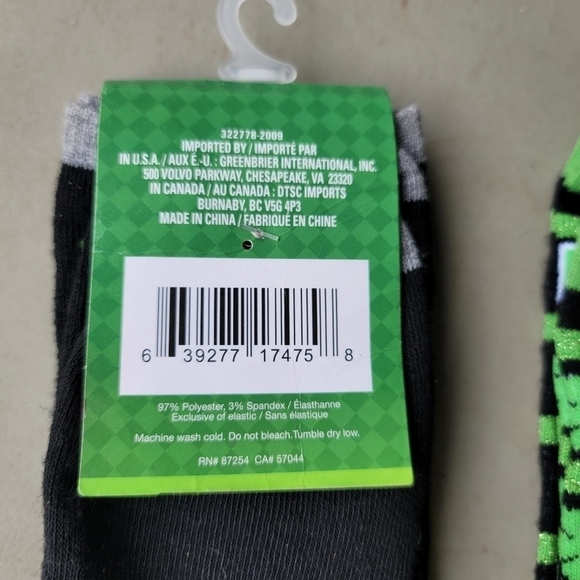 322778-2009
IMPORTED BY / IMPORTÉ PAR
IN U.S.A. / AUX É.-U. : GREENBRIER INTERNATIONAL, INC.
500 VOLVO PARKWAY, CHESAPEAKE, VA 23320
IN CANADA / AU CANADA : DTSC IMPORTS
BURNABY, BC V5G 4P3
MADE IN CHINA / FABRIQUÉ EN CHINE
6 39277 17475 8
97% Polyester, 3% Spandex / Élasthanne
Exclusive of elastic / Sans élastique
Machine wash cold. Do not bleach.Tumble dry low.
RN# 87254 CA# 57044